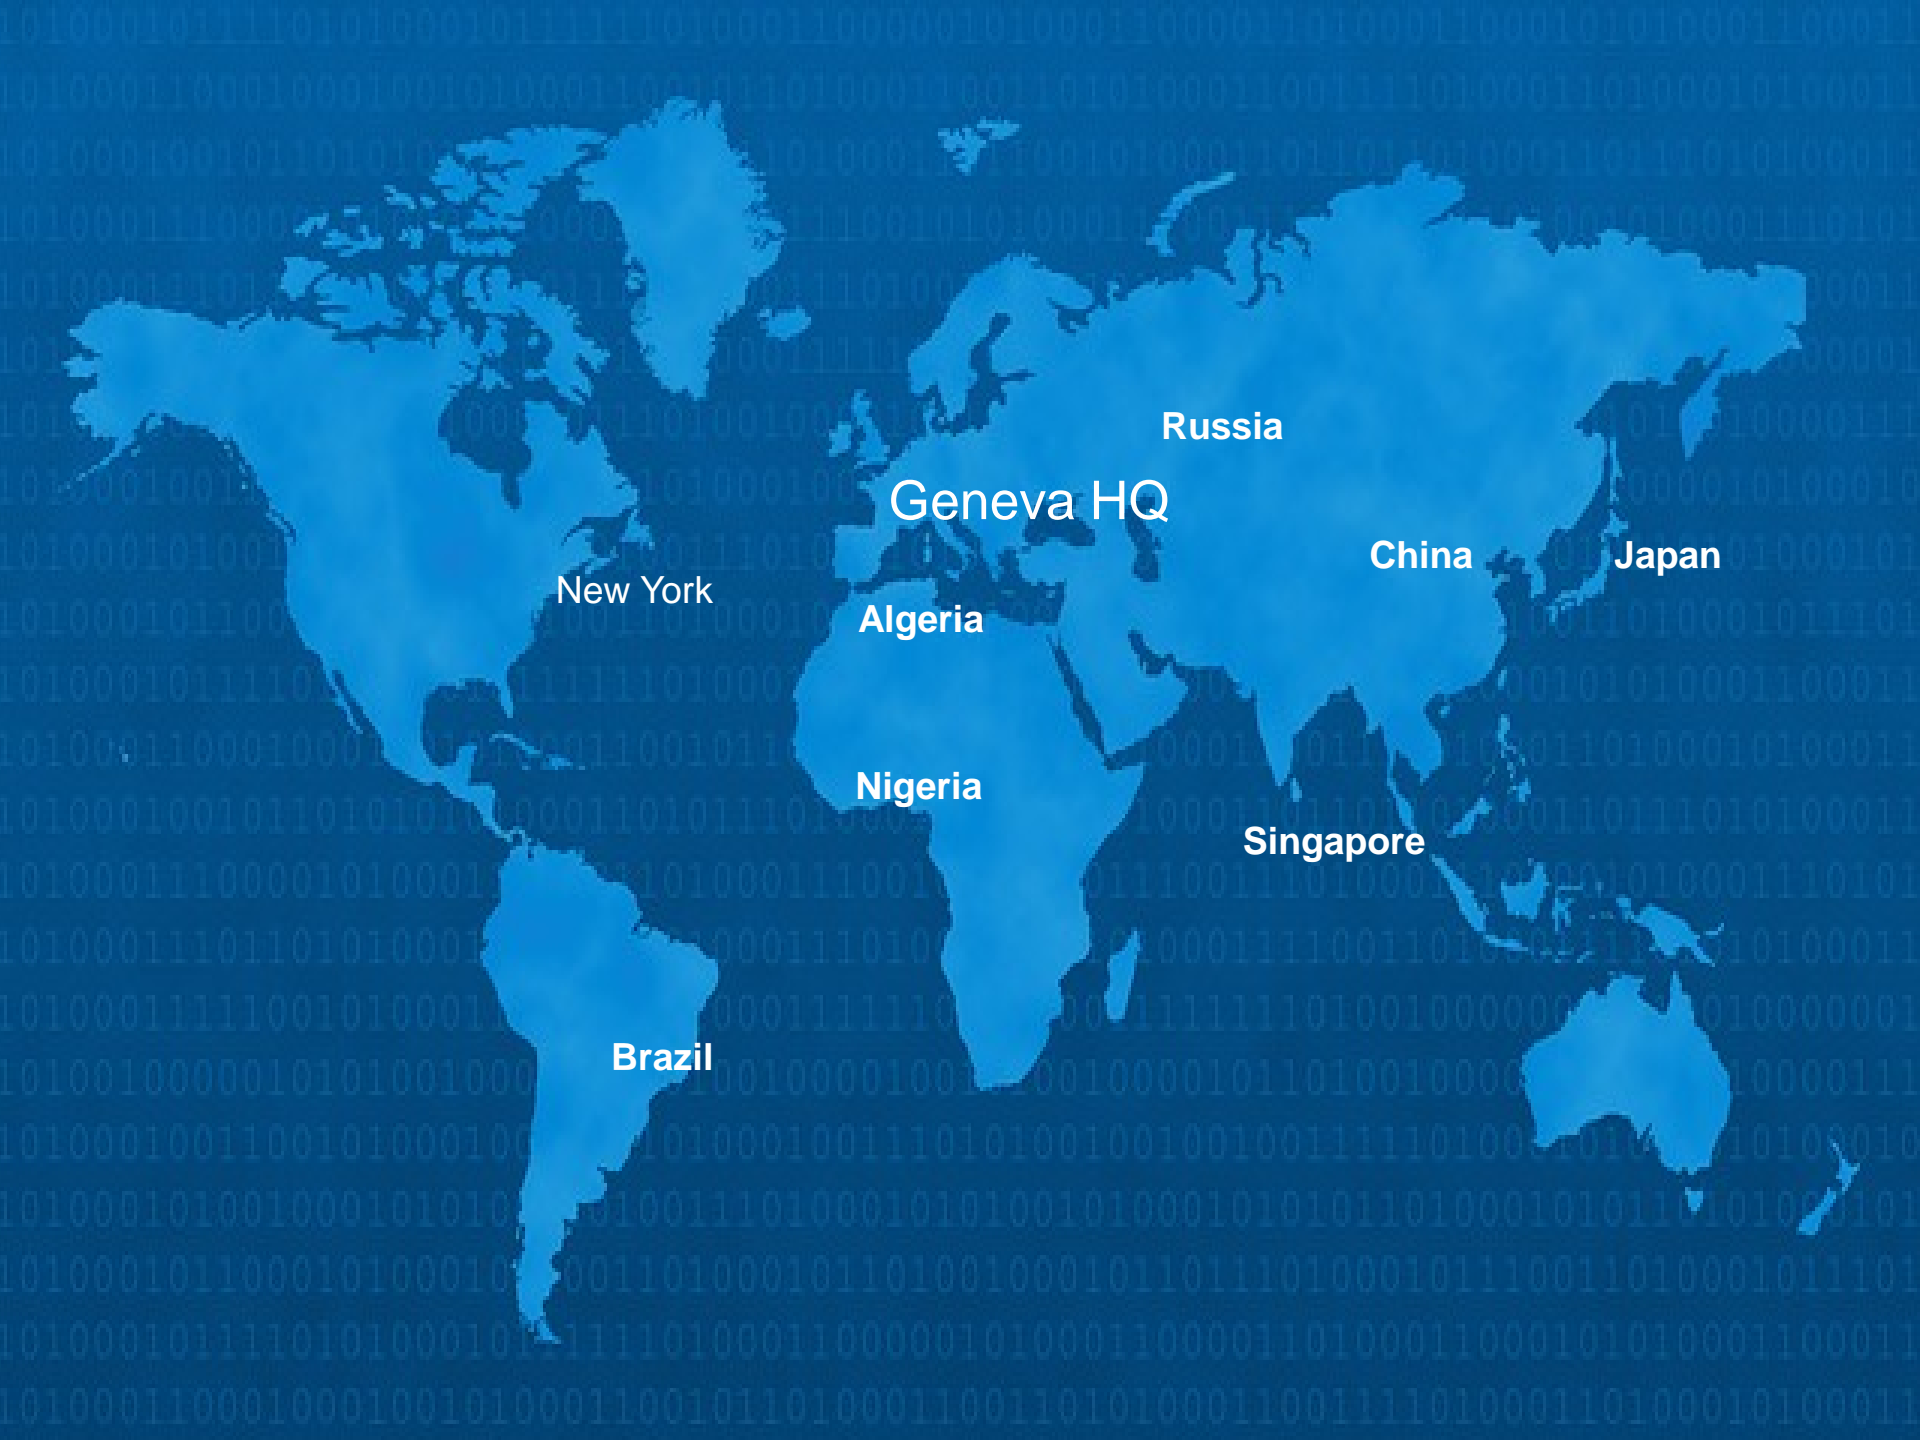 Russia
Geneva HQ
China
Japan
New York
Algeria
Nigeria
Singapore
Brazil